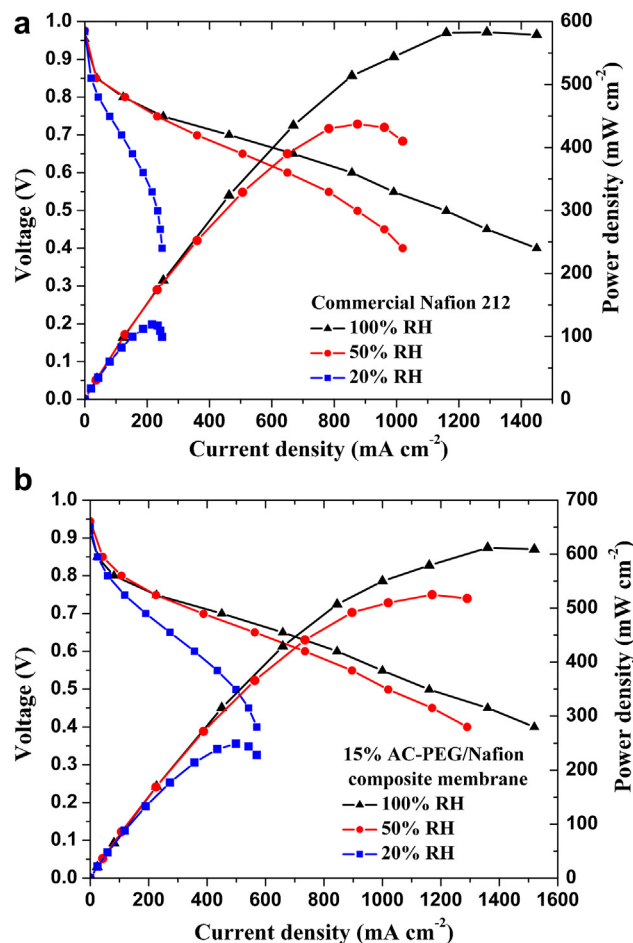 a
1.0
0.9
0.8
0.7
0.6
0.5
0.4
0.3
0.2
0.1
0.0
Voltage (V)
600
500
400
300
200
100
0
Power density (mW cm-2)
Commercial Nafion 212
100% RH
50% RH
20% RH
0 200 400 600 800 1000 1200 1400
Current density (mA cm-2)
b
1.0
0.9
0.8
0.7
0.6
0.5
0.4
0.3
0.2
0.1
0.0
Voltage (V)
700
600
500
400
300
200
100
0
Power density (mW cm-2)
15% AC-PEG/Nafion
composite membrane
100% RH
50% RH
20% RH
0 200 400 600 800 1000 1200 1400 1600
Current density (mA cm-2)